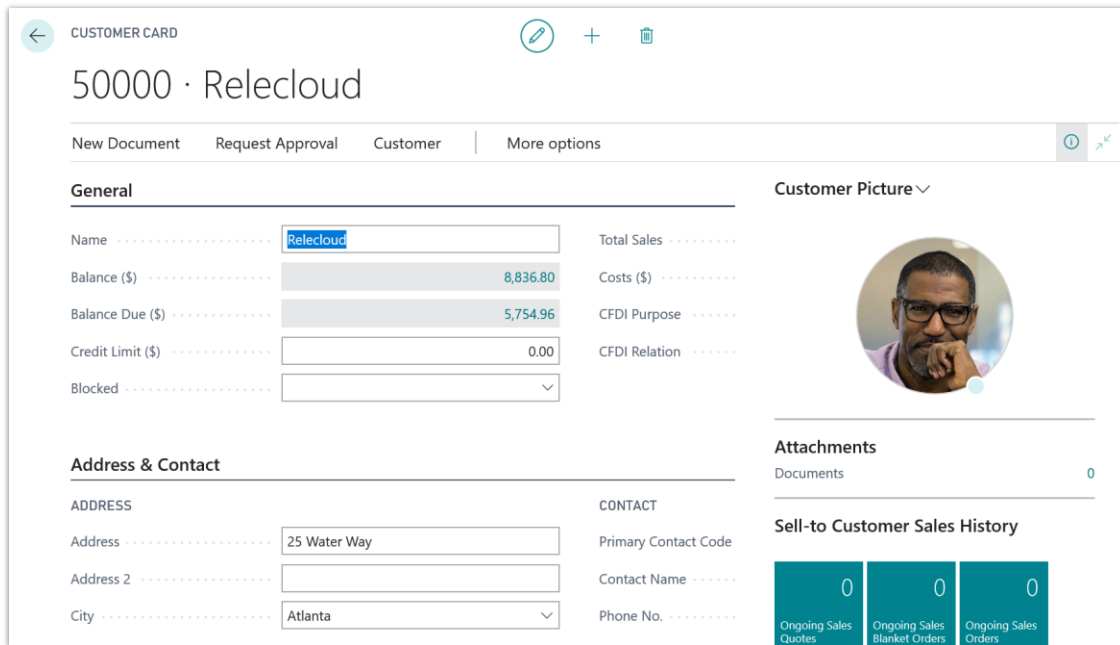 CUSTOMER CARD
50000 · Relecloud
New Document Request Approval Customer More options
General
Name Relecloud
Balance ($) 8,836.80
Balance Due ($) 5,754.96
Credit Limit ($) 0.00
Blocked
Total Sales
Costs ($)
CFDI Purpose
CFDI Relation
Address & Contact
ADDRESS
Address 25 Water Way
Address 2
City Atlanta
CONTACT
Primary Contact Code
Contact Name
Phone No.
Customer Picture
Attachments
Documents 0
Sell-to Customer Sales History
0
Ongoing Sales
Quotes
0
Ongoing Sales
Blanket Orders
0
Ongoing Sales
Orders